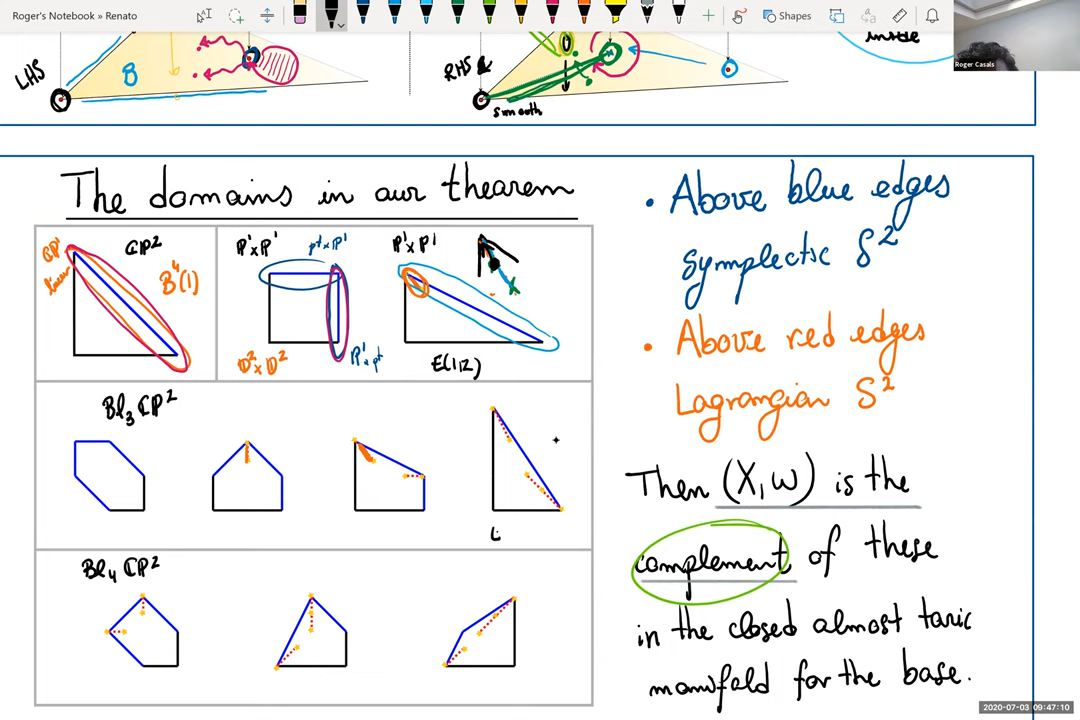 Roger's Notebook » Renato
Shapes
Roger Casals
inside
LHS
B
RHS
smooth
The domains in our theorem
CP¹
linear
CP²
B⁴(1)
P¹×P¹
pt×P¹
D²×D²
P¹×pt
P¹×P¹
E(1,2)
Bl₃ CP²
Bl₄ CP²
• Above blue edges
symplectic S²
• Above red edges
Lagrangian S²
Then (X,ω) is the
complement of these
in the closed almost toric
manifold for the base.
2020-07-03 09:47:10